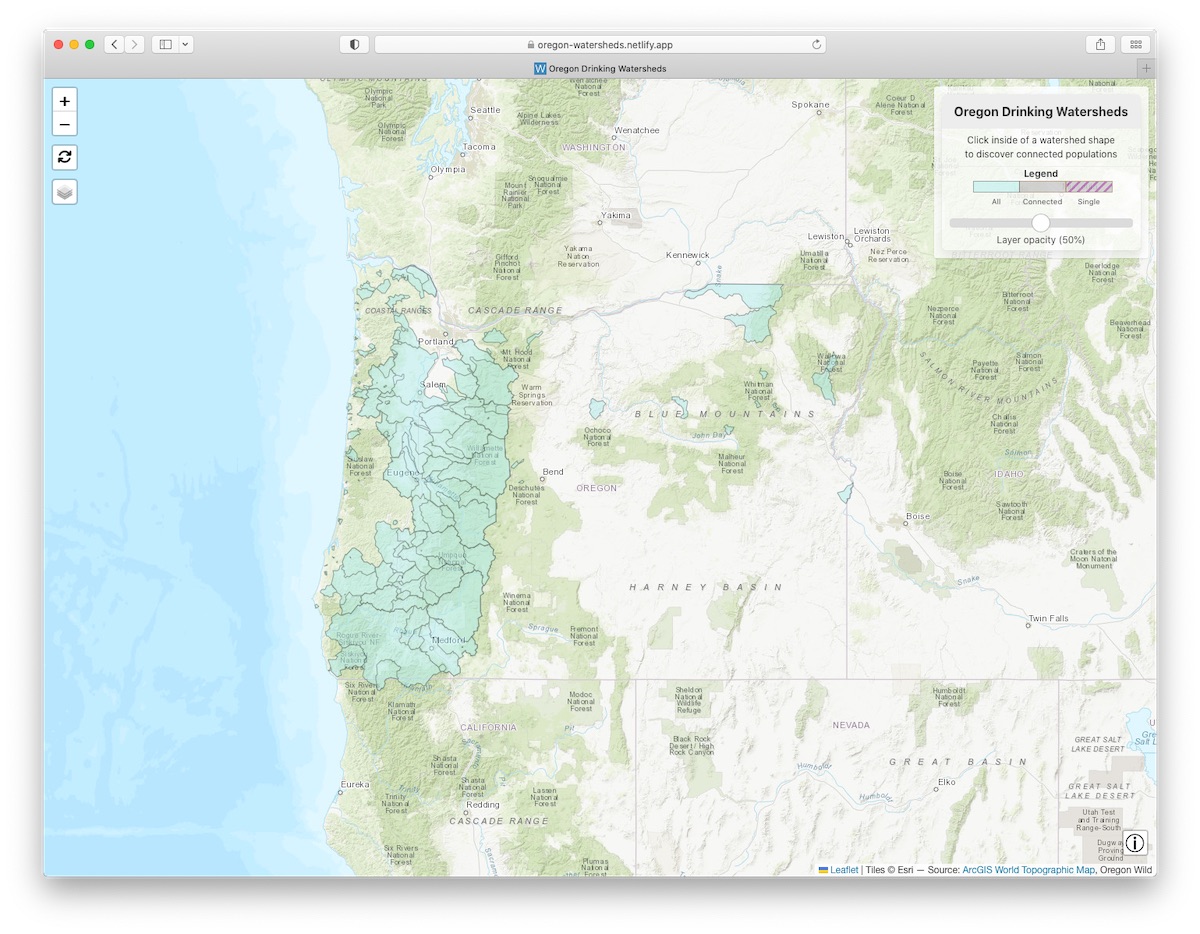 oregon-watersheds.netlify.app
W Oregon Drinking Watersheds
+
−
Oregon Drinking Watersheds
Click inside of a watershed shape
to discover connected populations
Legend
All Connected Single
Layer opacity (50%)
OLYMPIC MOUNTAINS
Olympic
National
Park
Olympic
National
Forest
Seattle
Tacoma
Olympia
Wenatchee
National
Forest
Alpine Lakes
Wilderness
Wenatchee
WASHINGTON
Spokane
Coeur D
Alene National
Forest
National
Snoqualmie
National
Forest
Mount
Rainier
National
Park
Yakima
Yakama
Nation
Reservation
Gifford
Pinchot
National
Forest
Kennewick
Snake
Lewiston
Lewiston
Orchards
Umatilla
National
Forest
Nez Perce
Reservation
Deerlodge
National
Forest
Bitterroot
National
Forest
Nezperce
National
Forest
Beaverhead
National
Forest
COASTAL RANGES
CASCADE RANGE
Portland
Mt. Hood
National
Forest
Salem
Warm
Springs
Reservation
Wallowa
National
Forest
Whitman
National
Forest
Payette
National
Forest
Salmon
National
Forest
SALMON RIVER MOUNTAINS
BLUE MOUNTAINS
Challis
National
Forest
Ochoco
National
Forest
John Day
Willamette
National
Forest
Siuslaw
National
Forest
Eugene
Bend
Malheur
National
Forest
Salmon
Boise
National
Forest
IDAHO
Deschutes
National
Forest
OREGON
Sawtooth
National
Forest
Boise
Umpqua
National
Forest
Craters of the
Moon National
Monument
HARNEY BASIN
Snake
Winema
National
Forest
Twin Falls
Sprague
Fremont
National
Forest
Rogue River-
Siskiyou NF
Medford
Siskiyou
National
Forest
Six Rivers
National
Forest
Klamath
National
Forest
Modoc
National
Forest
Sheldon
National
Wildlife
Refuge
Humboldt
National
Forest
CALIFORNIA
Pit
NEVADA
Black Rock
Desert / High
Rock Canyon
GREAT SALT
LAKE DESERT
Shasta
National
Forest
Sacramento
Pit
Humboldt
GREAT BASIN
Eureka
Trinity
Trinity
National
Forest
Shasta
National
Forest
Lassen
National
Forest
Humboldt
Elko
GREAT SALT
LAKE DESERT
Redding
CASCADE RANGE
Utah Test
and Training
Range-South
Six Rivers
National
Forest
Plumas
National
Forest
Dugway
Proving
Ground
Leaflet | Tiles © Esri — Source: ArcGIS World Topographic Map, Oregon Wild